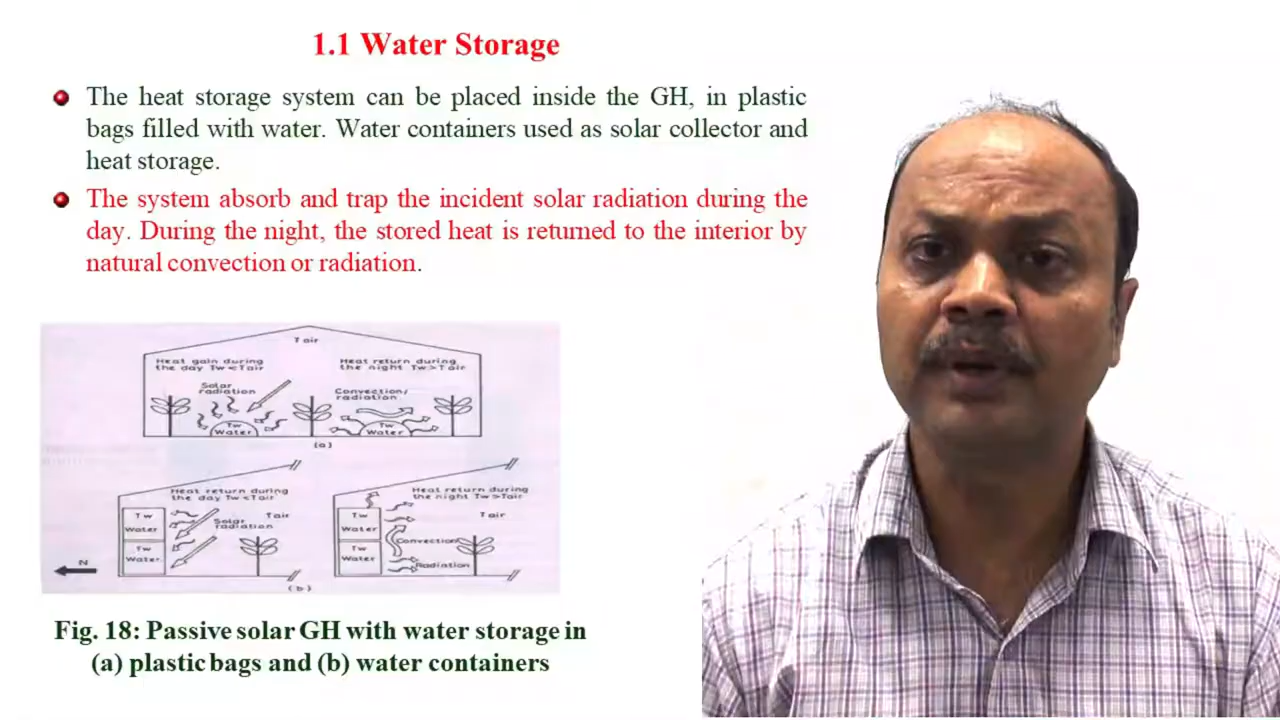 1.1 Water Storage
The heat storage system can be placed inside the GH, in plastic
bags filled with water. Water containers used as solar collector and
heat storage.
The system absorb and trap the incident solar radiation during the
day. During the night, the stored heat is returned to the interior by
natural convection or radiation.
T air
Heat gain during
the day Tw < Tair
Heat return during
the night Tw > Tair
Solar
radiation
Convection/
radiation
Tw
Water
Tw
Water
(a)
Heat return during
the day Tw < Tair
Heat return during
the night Tw > Tair
Tw
Water
Tw
Water
Solar
radiation
Tair
Tw
Water
Tw
Water
Tair
Convection
Radiation
N
(b)
Fig. 18: Passive solar GH with water storage in
(a) plastic bags and (b) water containers